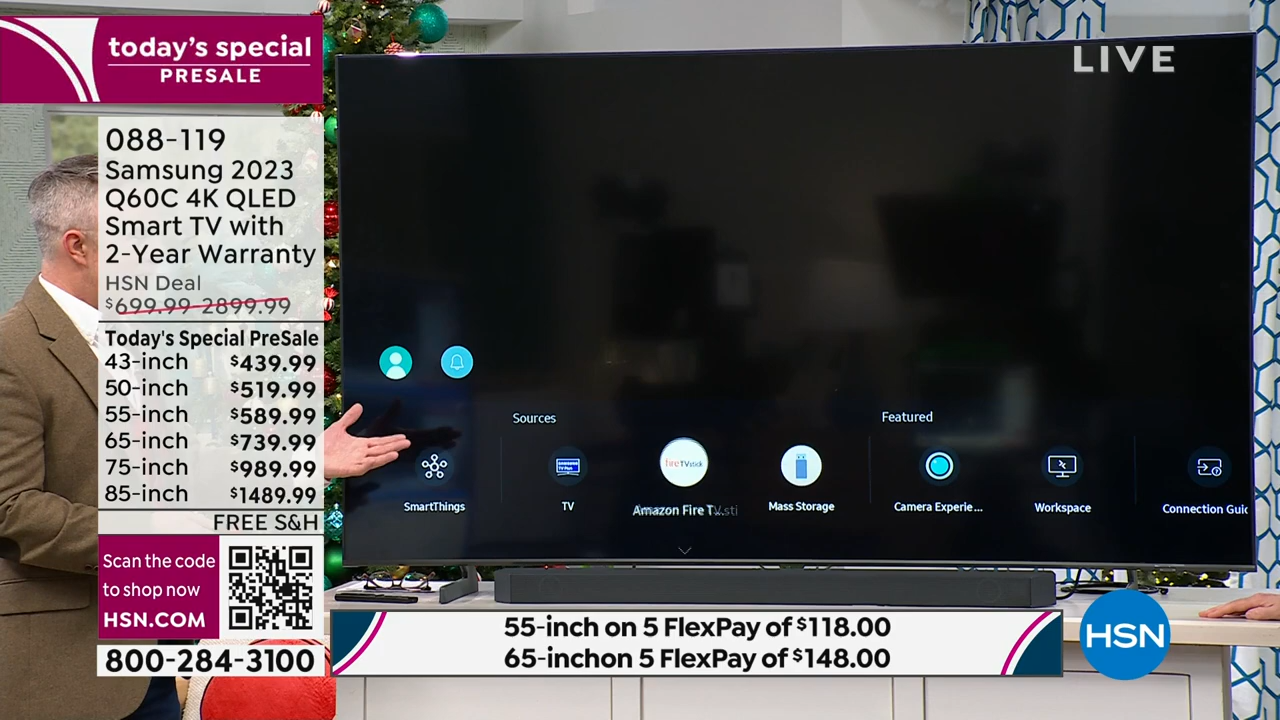 today's special
PRESALE
088-119
Samsung 2023
Q60C 4K QLED
Smart TV with
2-Year Warranty
HSN Deal
$699.99-2899.99
Today's Special PreSale
43-inch $439.99
50-inch $519.99
55-inch $589.99
65-inch $739.99
75-inch $989.99
85-inch $1489.99
FREE S&H
Scan the code
to shop now
HSN.COM
800-284-3100
LIVE
Sources
Featured
SAMSUNG TV Plus
fireTVstick
SmartThings
TV
Amazon Fire T...
Mass Storage
Camera Experie...
Workspace
Connection Guid
55-inch on 5 FlexPay of $118.00
65-inchon 5 FlexPay of $148.00
HSN